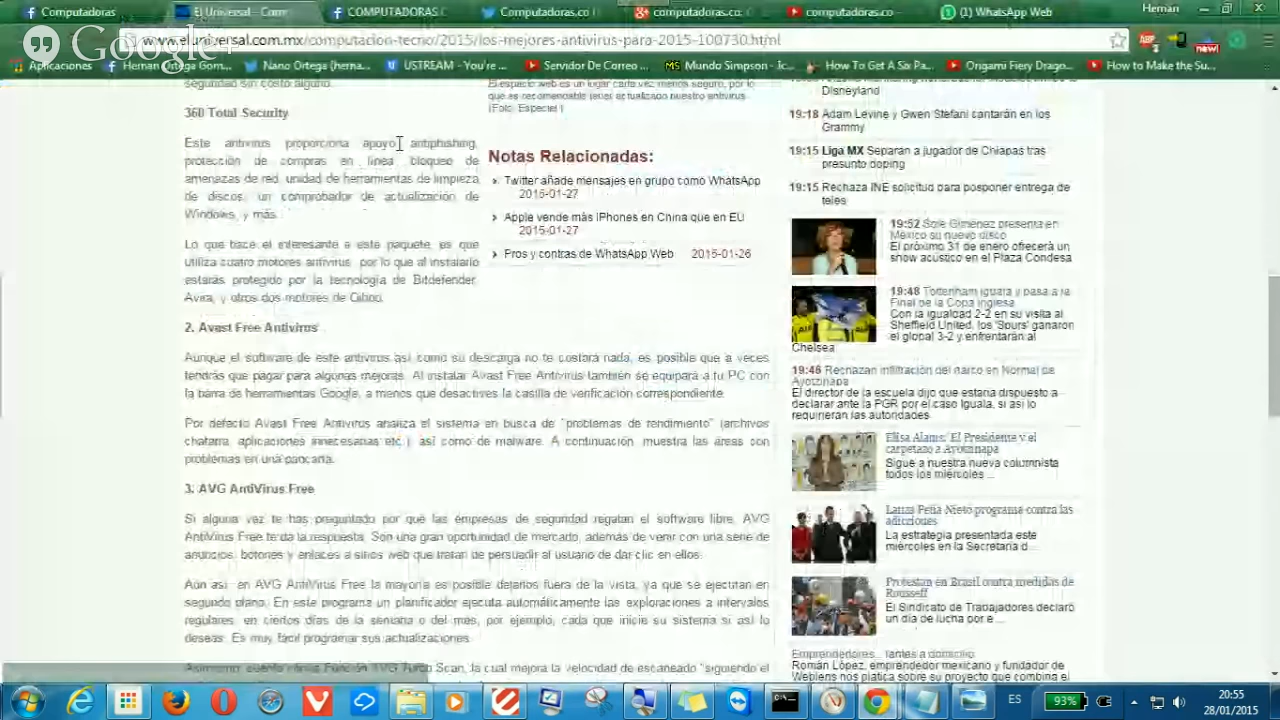 COMPUTADORAS
El Universal - Com
COMPUTADORAS C
Computadoras.co
computadoras.co
computadoras.co
(1) WhatsApp Web
Hernan
Google+
www.eluniversal.com.mx/computacion-tecno/2015/los-mejores-antivirus-para-2015-100730.html
new!
Aplicaciones
Hernan Ortega Gom...
Nano Ortega (herna...
USTREAM - You're ...
Servidor De Correo ...
MS Mundo Simpson - Jc...
How To Get A Six Pa...
Origami Fiery Drago...
How to Make the Su...
seguridad sin costo alguno.
360 Total Security
Este antivirus proporciona apoyo antiphishing,
protección de compras en línea bloqueo de
amenazas de red, unidad de herramientas de limpieza
de discos, un comprobador de actualización de
Windows, y más.
Lo que hace el interesante a este paquete, es que
utiliza cuatro motores antivirus, por lo que al instalarlo
estarás protegido por la tecnología de Bitdefender,
Avira, y otros dos motores de Qihoo.
2. Avast Free Antivirus
Aunque el software de este antivirus así como su descarga no te costará nada, es posible que a veces
tendrás que pagar para algunas mejoras. Al instalar Avast Free Antivirus también se equipará a tu PC con
la barra de herramientas Google, a menos que desactives la casilla de verificación correspondiente.
Por defecto Avast Free Antivirus analiza el sistema en busca de "problemas de rendimiento" (archivos
chatarra, aplicaciones innecesarias etc.), así como de malware. A continuación, muestra las áreas con
problemas en una pancarta.
3. AVG AntiVirus Free
Si alguna vez te has preguntado por qué las empresas de seguridad regalan el software libre, AVG
AntiVirus Free te da la respuesta. Son una gran oportunidad de mercado, además de venir con una serie de
anuncios, botones y enlaces a sitios web que tratan de persuadir al usuario de dar clic en ellos.
Aún así, en AVG AntiVirus Free la mayoría es posible dejarlos fuera de la vista, ya que se ejecutan en
segundo plano. En este programa un planificador ejecuta automáticamente las exploraciones a intervalos
regulares, en ciertos días de la semana o del mes, por ejemplo, cada que inicie su sistema si así lo
deseas. Es muy fácil programar sus actualizaciones.
Scan, la cual mejora la velocidad de escaneado "siguiendo el
El espacio web es un lugar cada vez menos seguro, por lo
que es recomendable tener actualizado nuestro antivirus
(Foto: Especial )
Notas Relacionadas:
Twitter añade mensajes en grupo como WhatsApp
2015-01-27
Apple vende más iPhones en China que en EU
2015-01-27
Pros y contras de WhatsApp Web 2015-01-26
Disneyland
19:18 Adam Levine y Gwen Stefani cantarán en los
Grammy
19:15 Liga MX Separan a jugador de Chiapas tras
presunto doping
19:15 Rechaza INE solicitud para posponer entrega de
teles
19:52 Sole Giménez presenta en
México su nuevo disco
El próximo 31 de enero ofrecerá un
show acústico en el Plaza Condesa
19:48 Tottenham iguala y pasa a la
Final de la Copa Inglesa
Con la igualdad 2-2 en su visita al
Sheffield United, los 'Spurs' ganaron
el global 3-2 y enfrentarán al
Chelsea
19:46 Rechazan infiltración del narco en Normal de
Ayotzinapa
El director de la escuela dijo que estaría dispuesto a
declarar ante la PGR por el caso Iguala, si así lo
requirieran las autoridades
Elisa Alanís: El Presidente y el
carpetazo a Ayotzinapa
Sigue a nuestra nueva columnista
todos los miércoles ...
Lanza Peña Nieto programa contra las
adicciones
La estrategia presentada este
miércoles en la Secretaría d...
Protestan en Brasil contra medidas de
Rousseff
El Sindicato de Trabajadores declaró
un día de lucha por e...
Emprendedores... tantes a domicilio
Román López, emprendedor mexicano y fundador de
Weblens nos platica sobre su proyecto que combina el
ES
93%
20:55
28/01/2015